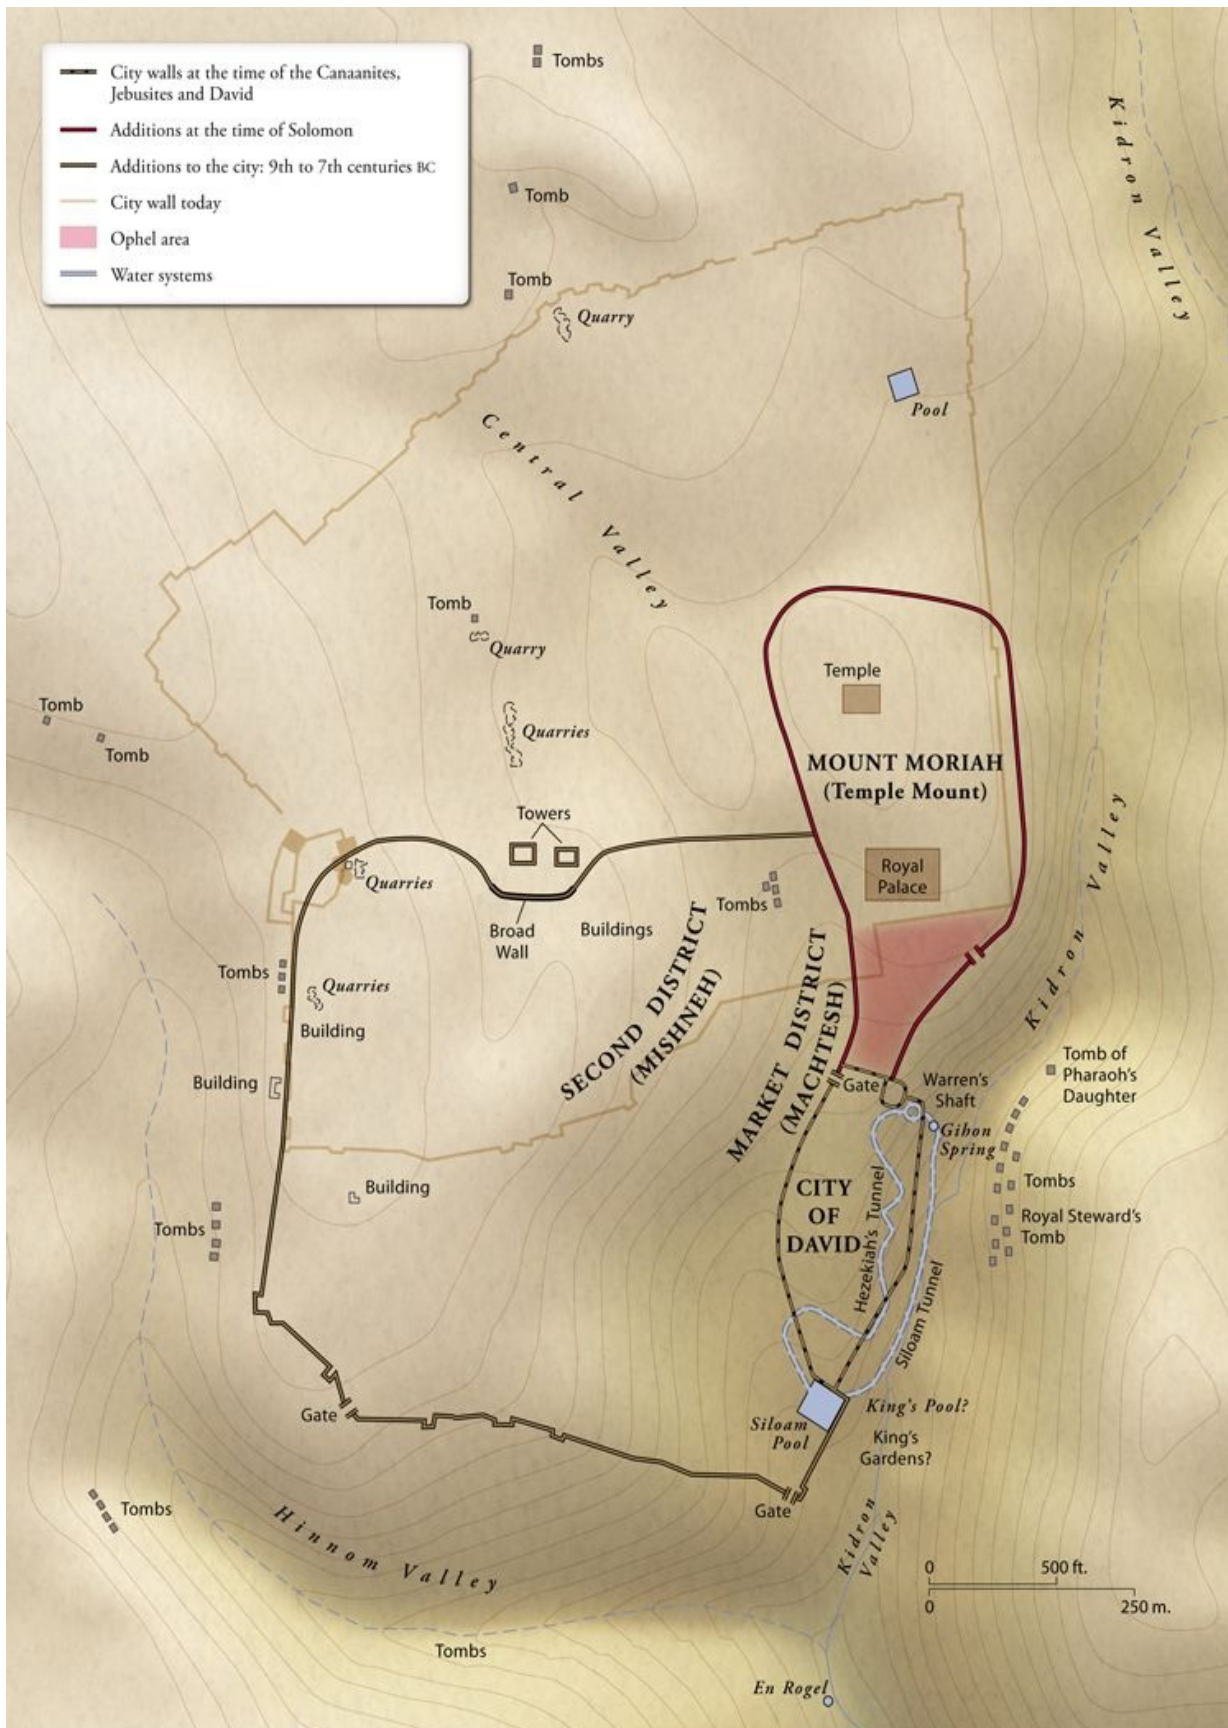 City walls at the time of the Canaanites,
Jebusites and David
Additions at the time of Solomon
Additions to the city: 9th to 7th centuries BC
City wall today
Ophel area
Water systems
Tombs
Kidron Valley
Tomb
Tomb
Quarry
Pool
Central Valley
Tomb
Quarry
Temple
Tomb
Tomb
Quarries
MOUNT MORIAH
(Temple Mount)
Towers
Kidron Valley
Royal
Palace
Quarries
Tombs
Broad
Wall
Buildings
SECOND DISTRICT
(MISHNEH)
MARKET DISTRICT
(MACHTESH)
Tombs
Quarries
Building
Building
Gate
Warren's
Shaft
Tomb of
Pharaoh's
Daughter
Gihon
Spring
Building
CITY
OF
DAVID
Hezekiah's Tunnel
Siloam Tunnel
Tombs
Royal Steward's
Tomb
Tombs
Gate
Siloam
Pool
King's Pool?
King's
Gardens?
Gate
Tombs
Hinnom Valley
Kidron
Valley
0 500 ft.
0 250 m.
Tombs
En Rogel